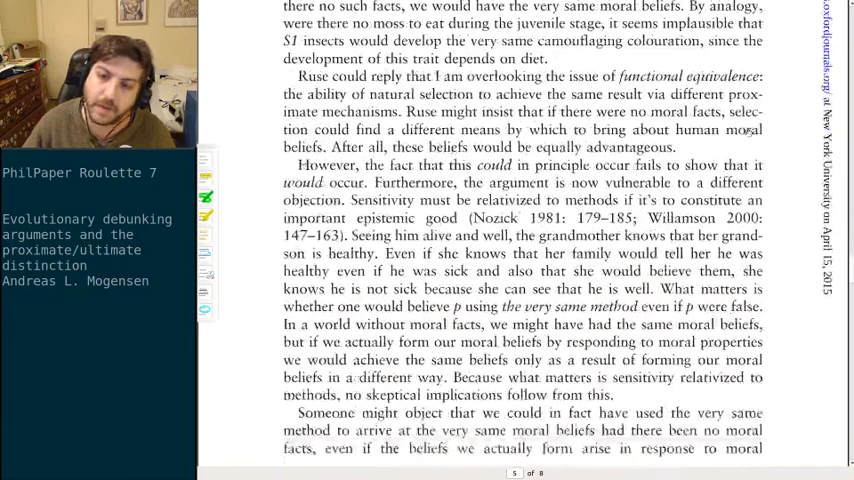 there no such facts, we would have the very same moral beliefs. By analogy,
were there no moss to eat during the juvenile stage, it seems implausible that
S1 insects would develop the very same camouflaging colouration, since the
development of this trait depends on diet.
Ruse could reply that I am overlooking the issue of functional equivalence:
the ability of natural selection to achieve the same result via different prox-
imate mechanisms. Ruse might insist that if there were no moral facts, selec-
tion could find a different means by which to bring about human moral
beliefs. After all, these beliefs would be equally advantageous.
However, the fact that this could in principle occur fails to show that it
would occur. Furthermore, the argument is now vulnerable to a different
objection. Sensitivity must be relativized to methods if it's to constitute an
important epistemic good (Nozick 1981: 179–185; Willamson 2000:
147–163). Seeing him alive and well, the grandmother knows that her grand-
son is healthy. Even if she knows that her family would tell her he was
healthy even if he was sick and also that she would believe them, she
knows he is not sick because she can see that he is well. What matters is
whether one would believe p using the very same method even if p were false.
In a world without moral facts, we might have had the same moral beliefs,
but if we actually form our moral beliefs by responding to moral properties
we would achieve the same beliefs only as a result of forming our moral
beliefs in a different way. Because what matters is sensitivity relativized to
methods, no skeptical implications follow from this.
Someone might object that we could in fact have used the very same
method to arrive at the very same moral beliefs had there been no moral
facts, even if the beliefs we actually form arise in response to moral
.oxfordjournals.org/ at New York University on April 15, 2015
PhilPaper Roulette 7
Evolutionary debunking
arguments and the
proximate/ultimate
distinction
Andreas L. Mogensen
5 of 8